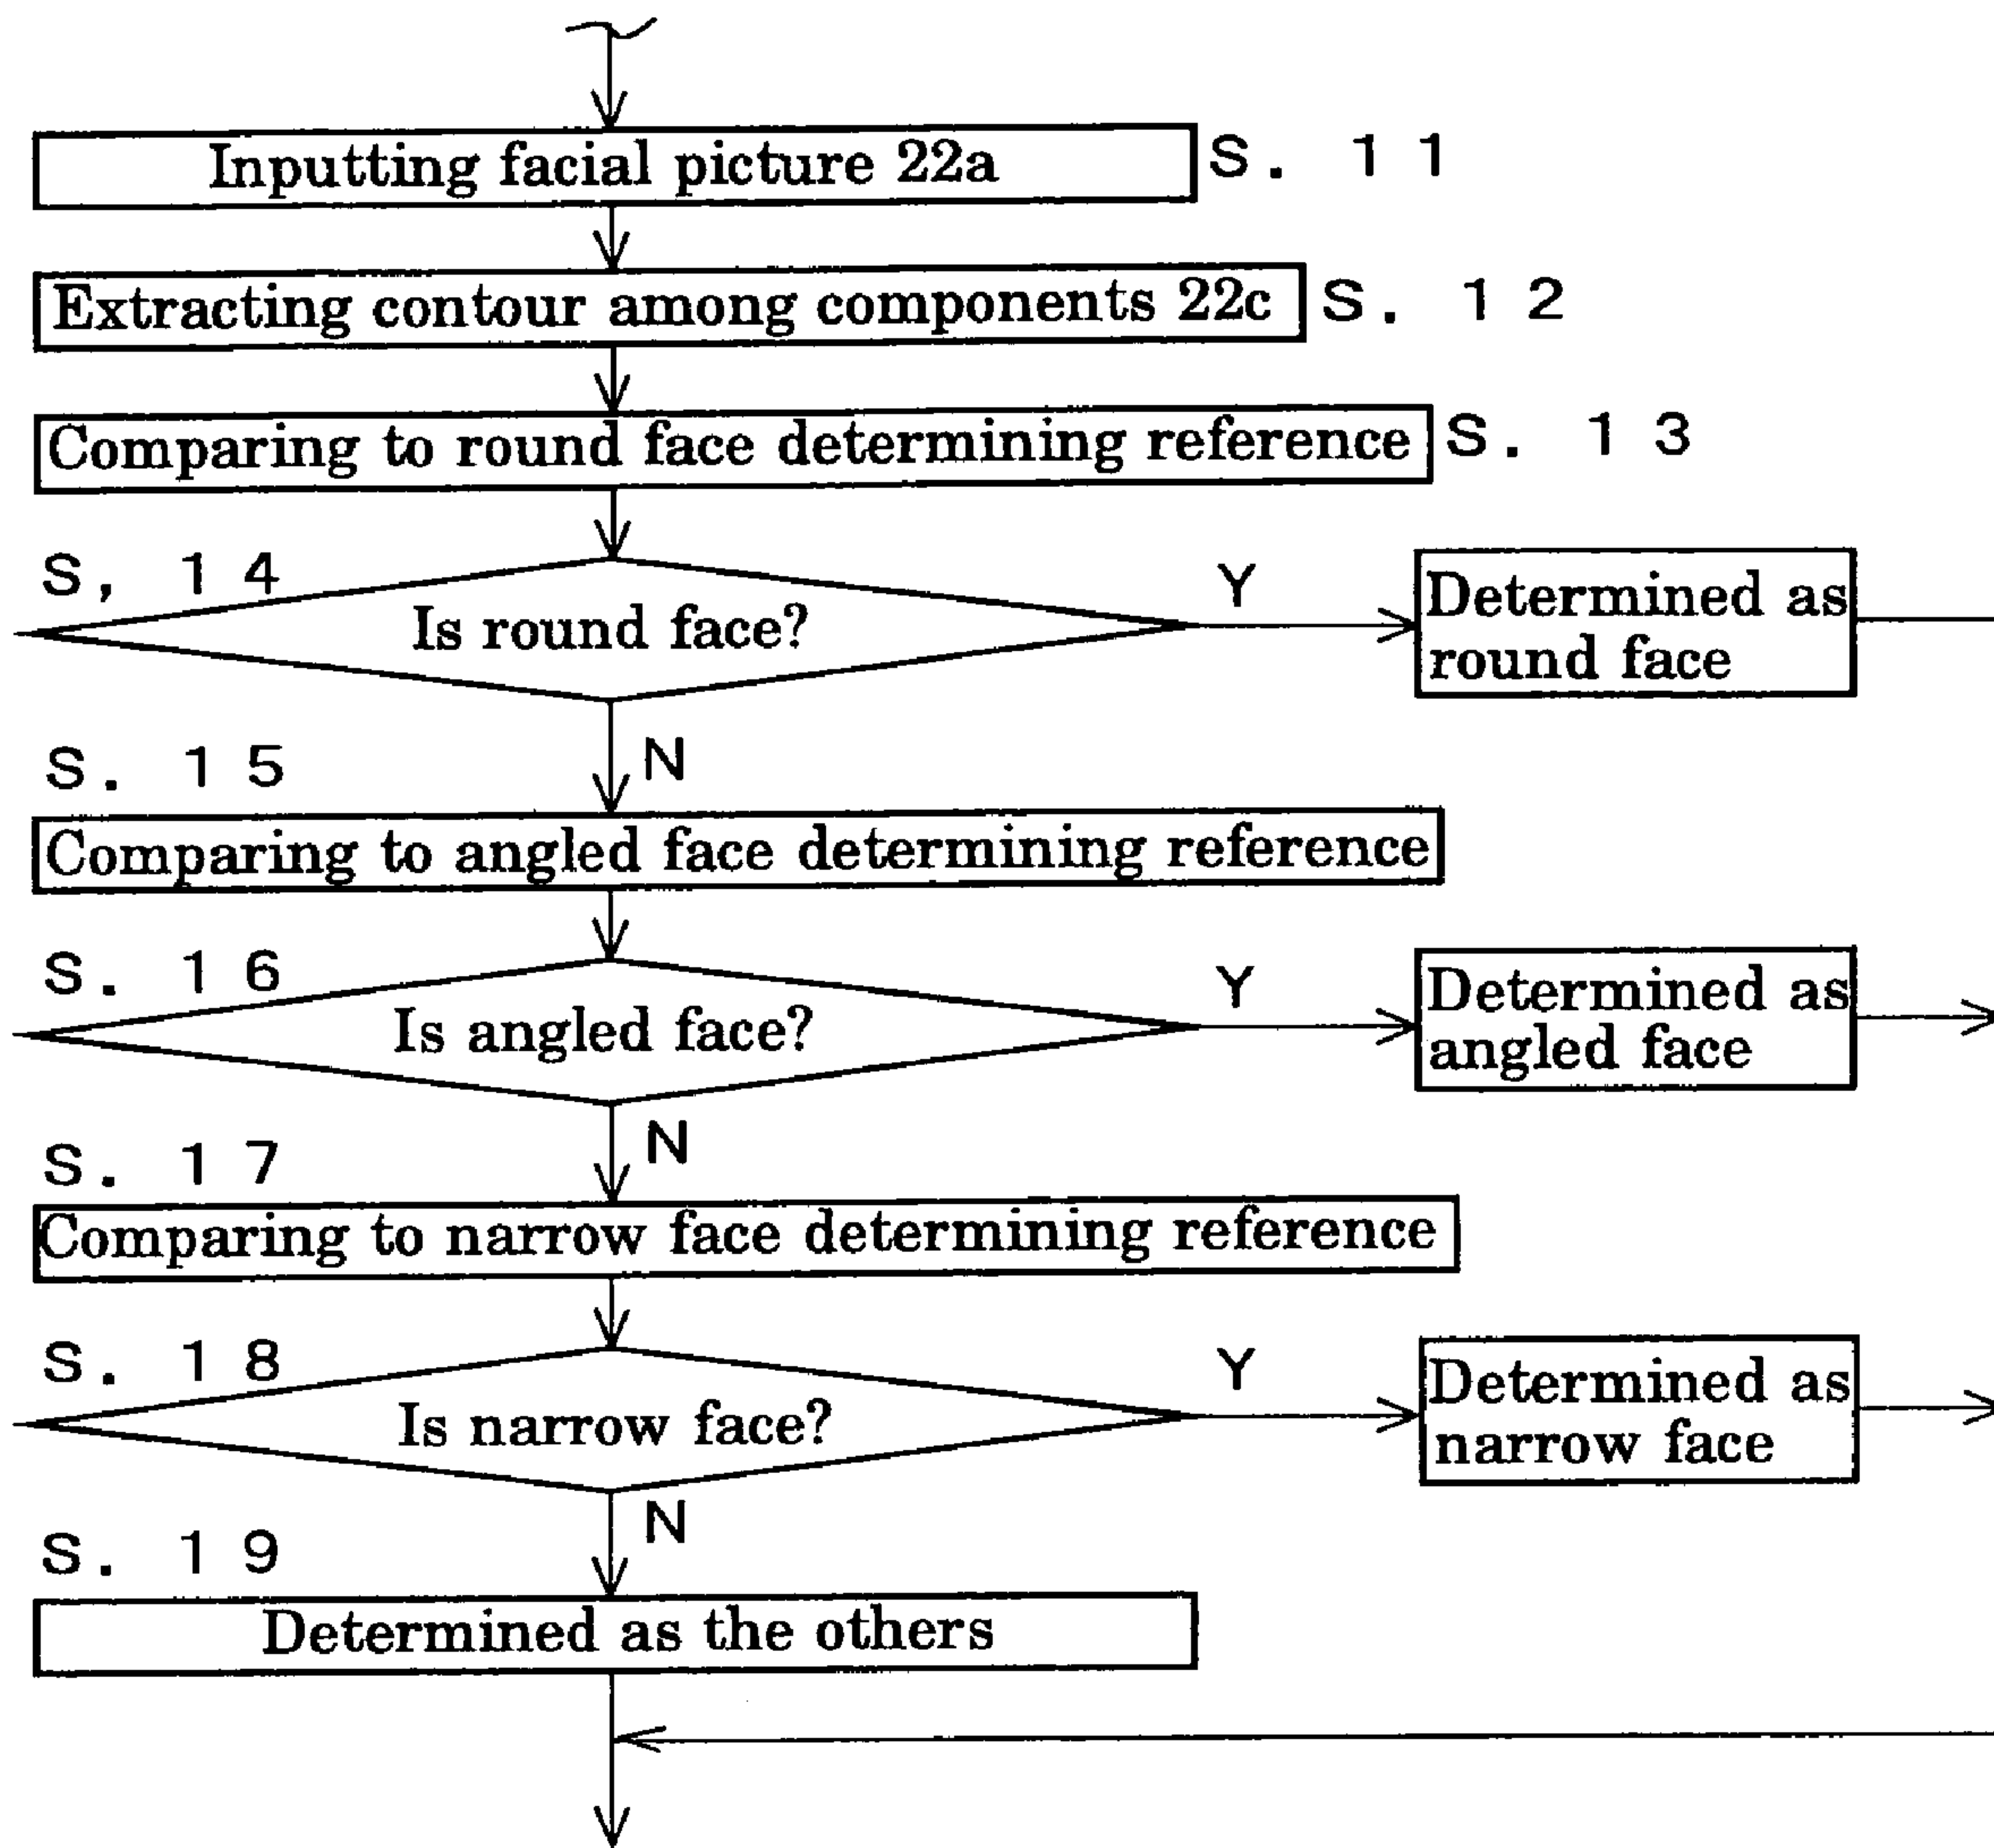 Inputting facial picture 22a
S. 11
Extracting contour among components 22c
S. 12
Comparing to round face determining reference
S. 13
S, 14
Is round face?
Y
Determined as
round face
N
S. 15
Comparing to angled face determining reference
S. 16
Is angled face?
Y
Determined as
angled face
N
S. 17
Comparing to narrow face determining reference
S. 18
Is narrow face?
Y
Determined as
narrow face
N
S. 19
Determined as the others